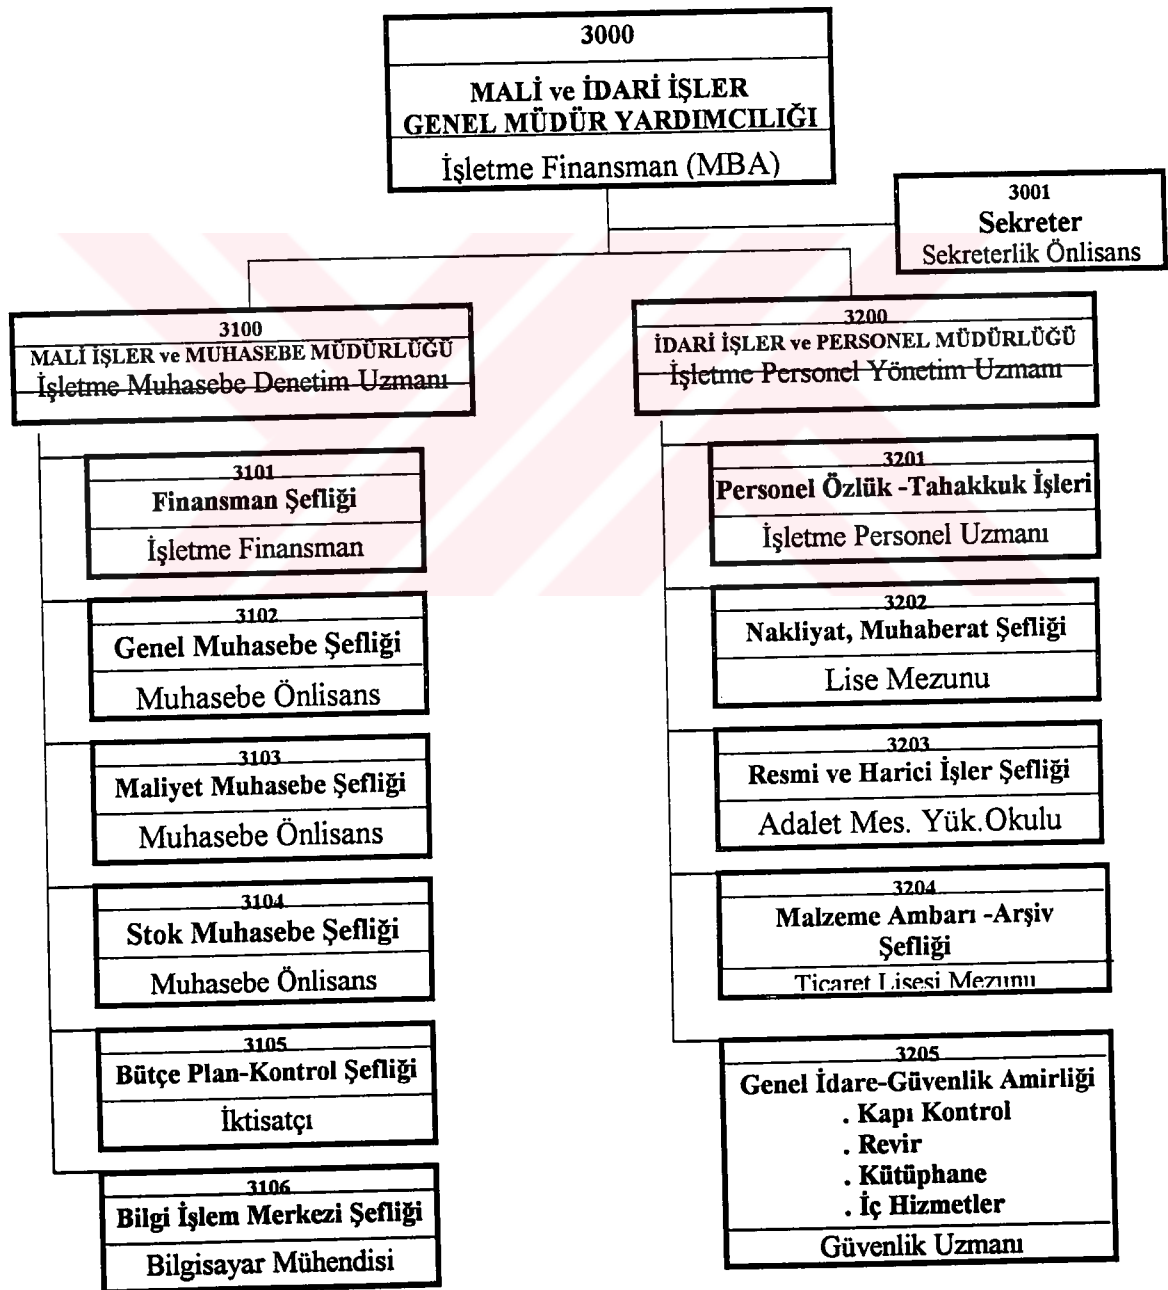 3000
MALİ ve İDARİ İŞLER
GENEL MÜDÜR YARDIMCILIĞI
İşletme Finansman (MBA)
3001
Sekreter
Sekreterlik Önlisans
3100
MALİ İŞLER ve MUHASEBE MÜDÜRLÜĞÜ
İşletme Muhasebe Denetim Uzmanı
3101
Finansman Şefliği
İşletme Finansman
3102
Genel Muhasebe Şefliği
Muhasebe Önlisans
3103
Maliyet Muhasebe Şefliği
Muhasebe Önlisans
3104
Stok Muhasebe Şefliği
Muhasebe Önlisans
3105
Bütçe Plan-Kontrol Şefliği
İktisatçı
3106
Bilgi İşlem Merkezi Şefliği
Bilgisayar Mühendisi
3200
İDARİ İŞLER ve PERSONEL MÜDÜRLÜĞÜ
İşletme Personel Yönetim Uzmanı
3201
Personel Özlük -Tahakkuk İşleri
İşletme Personel Uzmanı
3202
Nakliyat, Muhaberat Şefliği
Lise Mezunu
3203
Resmi ve Harici İşler Şefliği
Adalet Mes. Yük.Okulu
3204
Malzeme Ambarı -Arşiv
Şefliği
Ticaret Lisesi Mezunu
3205
Genel İdare-Güvenlik Amirliği
. Kapı Kontrol
. Revir
. Kütüphane
. İç Hizmetler
Güvenlik Uzmanı